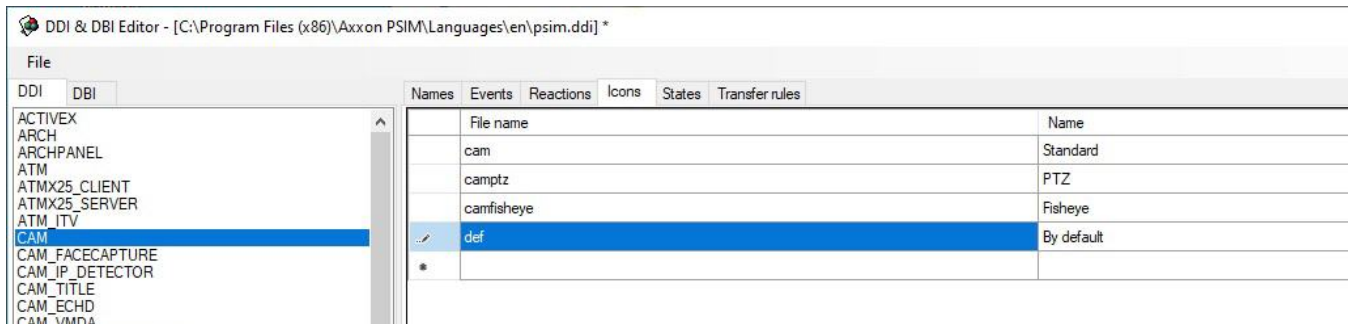 DDI & DBI Editor - [C:\Program Files (x86)\Axxon PSIM\Languages\en\psim.ddi] *
File
DDI DBI
Names Events Reactions Icons States Transfer rules
ACTIVEX
ARCH
ARCHPANEL
ATM
ATMX25_CLIENT
ATMX25_SERVER
ATM_ITV
CAM
CAM_FACECAPTURE
CAM_IP_DETECTOR
CAM_TITLE
CAM_ECHD
CAM_VMDA
File name Name
cam Standard
camptz PTZ
camfisheye Fisheye
def By default